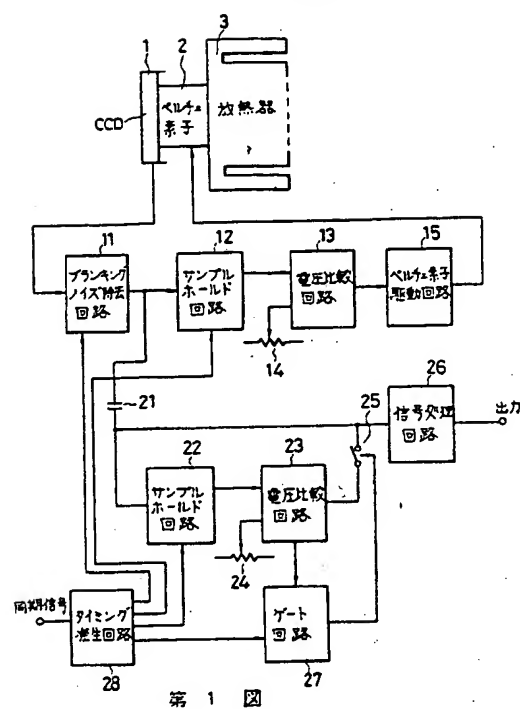 1
2
3
CCD
ペルチェ
素子
放熱器
11
12
13
15
ブランキング
ノイズ除去
回路
サンプル
ホールド
回路
電圧比較
回路
ペルチェ素子
駆動回路
14
21
22
23
25
26
信号処理
回路
出力
サンプル
ホールド
回路
電圧比較
回路
24
同期信号
タイミング
発生回路
28
ゲート
回路
27
第 1 図